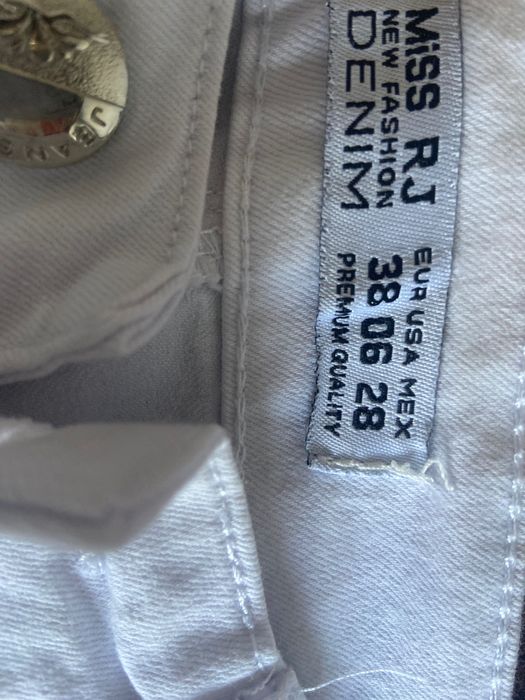 MiSS RJ
NEW FASHION
DENIM
EUR USA MEX
38 06 28
PREMIUM QUALITY